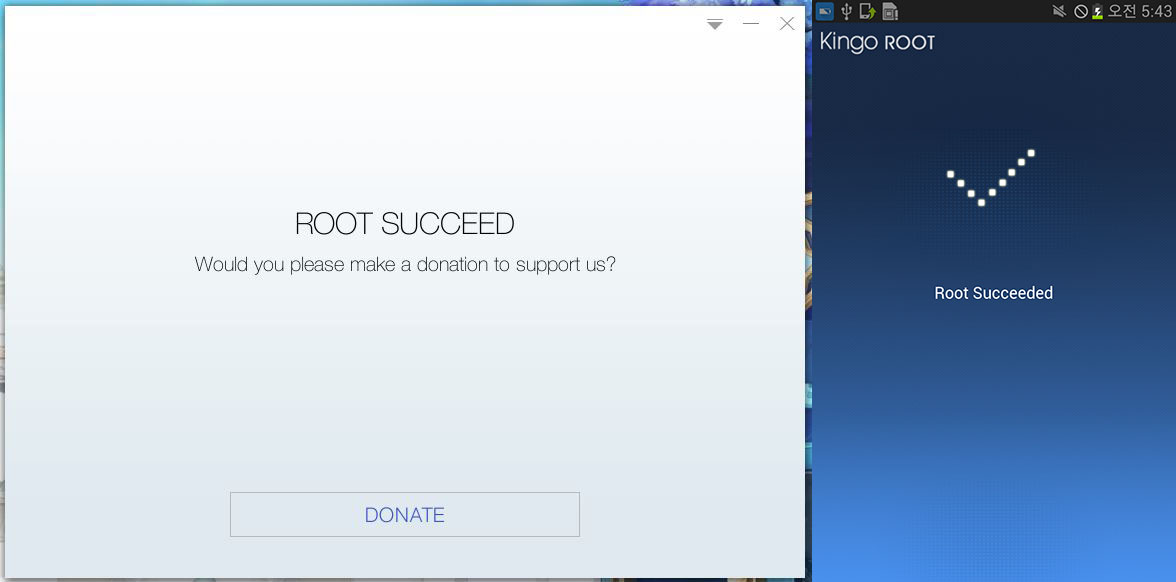 ROOT SUCCEED
Would you please make a donation to support us?
DONATE
오전 5:43
Kingo ROOT
Root Succeeded